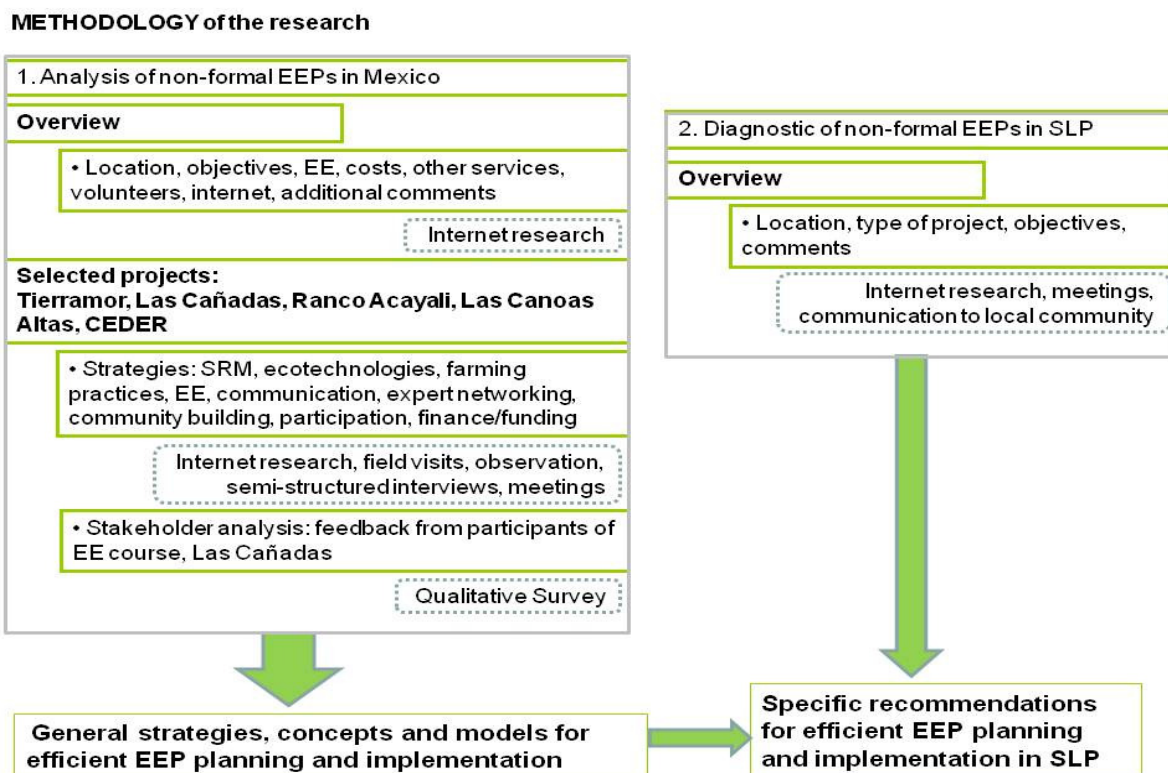 METHODOLOGY of the research
1. Analysis of non-formal EEPs in Mexico
Overview
• Location, objectives, EE, costs, other services,
volunteers, internet, additional comments
Internet research
Selected projects:
Tierramor, Las Cañadas, Ranco Acayali, Las Canoas
Altas, CEDER
• Strategies: SRM, ecotechnologies, farming
practices, EE, communication, expert networking,
community building, participation, finance/funding
Internet research, field visits, observation,
semi-structured interviews, meetings
• Stakeholder analysis: feedback from participants of
EE course, Las Cañadas
Qualitative Survey
2. Diagnostic of non-formal EEPs in SLP
Overview
• Location, type of project, objectives,
comments
Internet research, meetings,
communication to local community
General strategies, concepts and models for
efficient EEP planning and implementation
Specific recommendations
for efficient EEP planning
and implementation in SLP